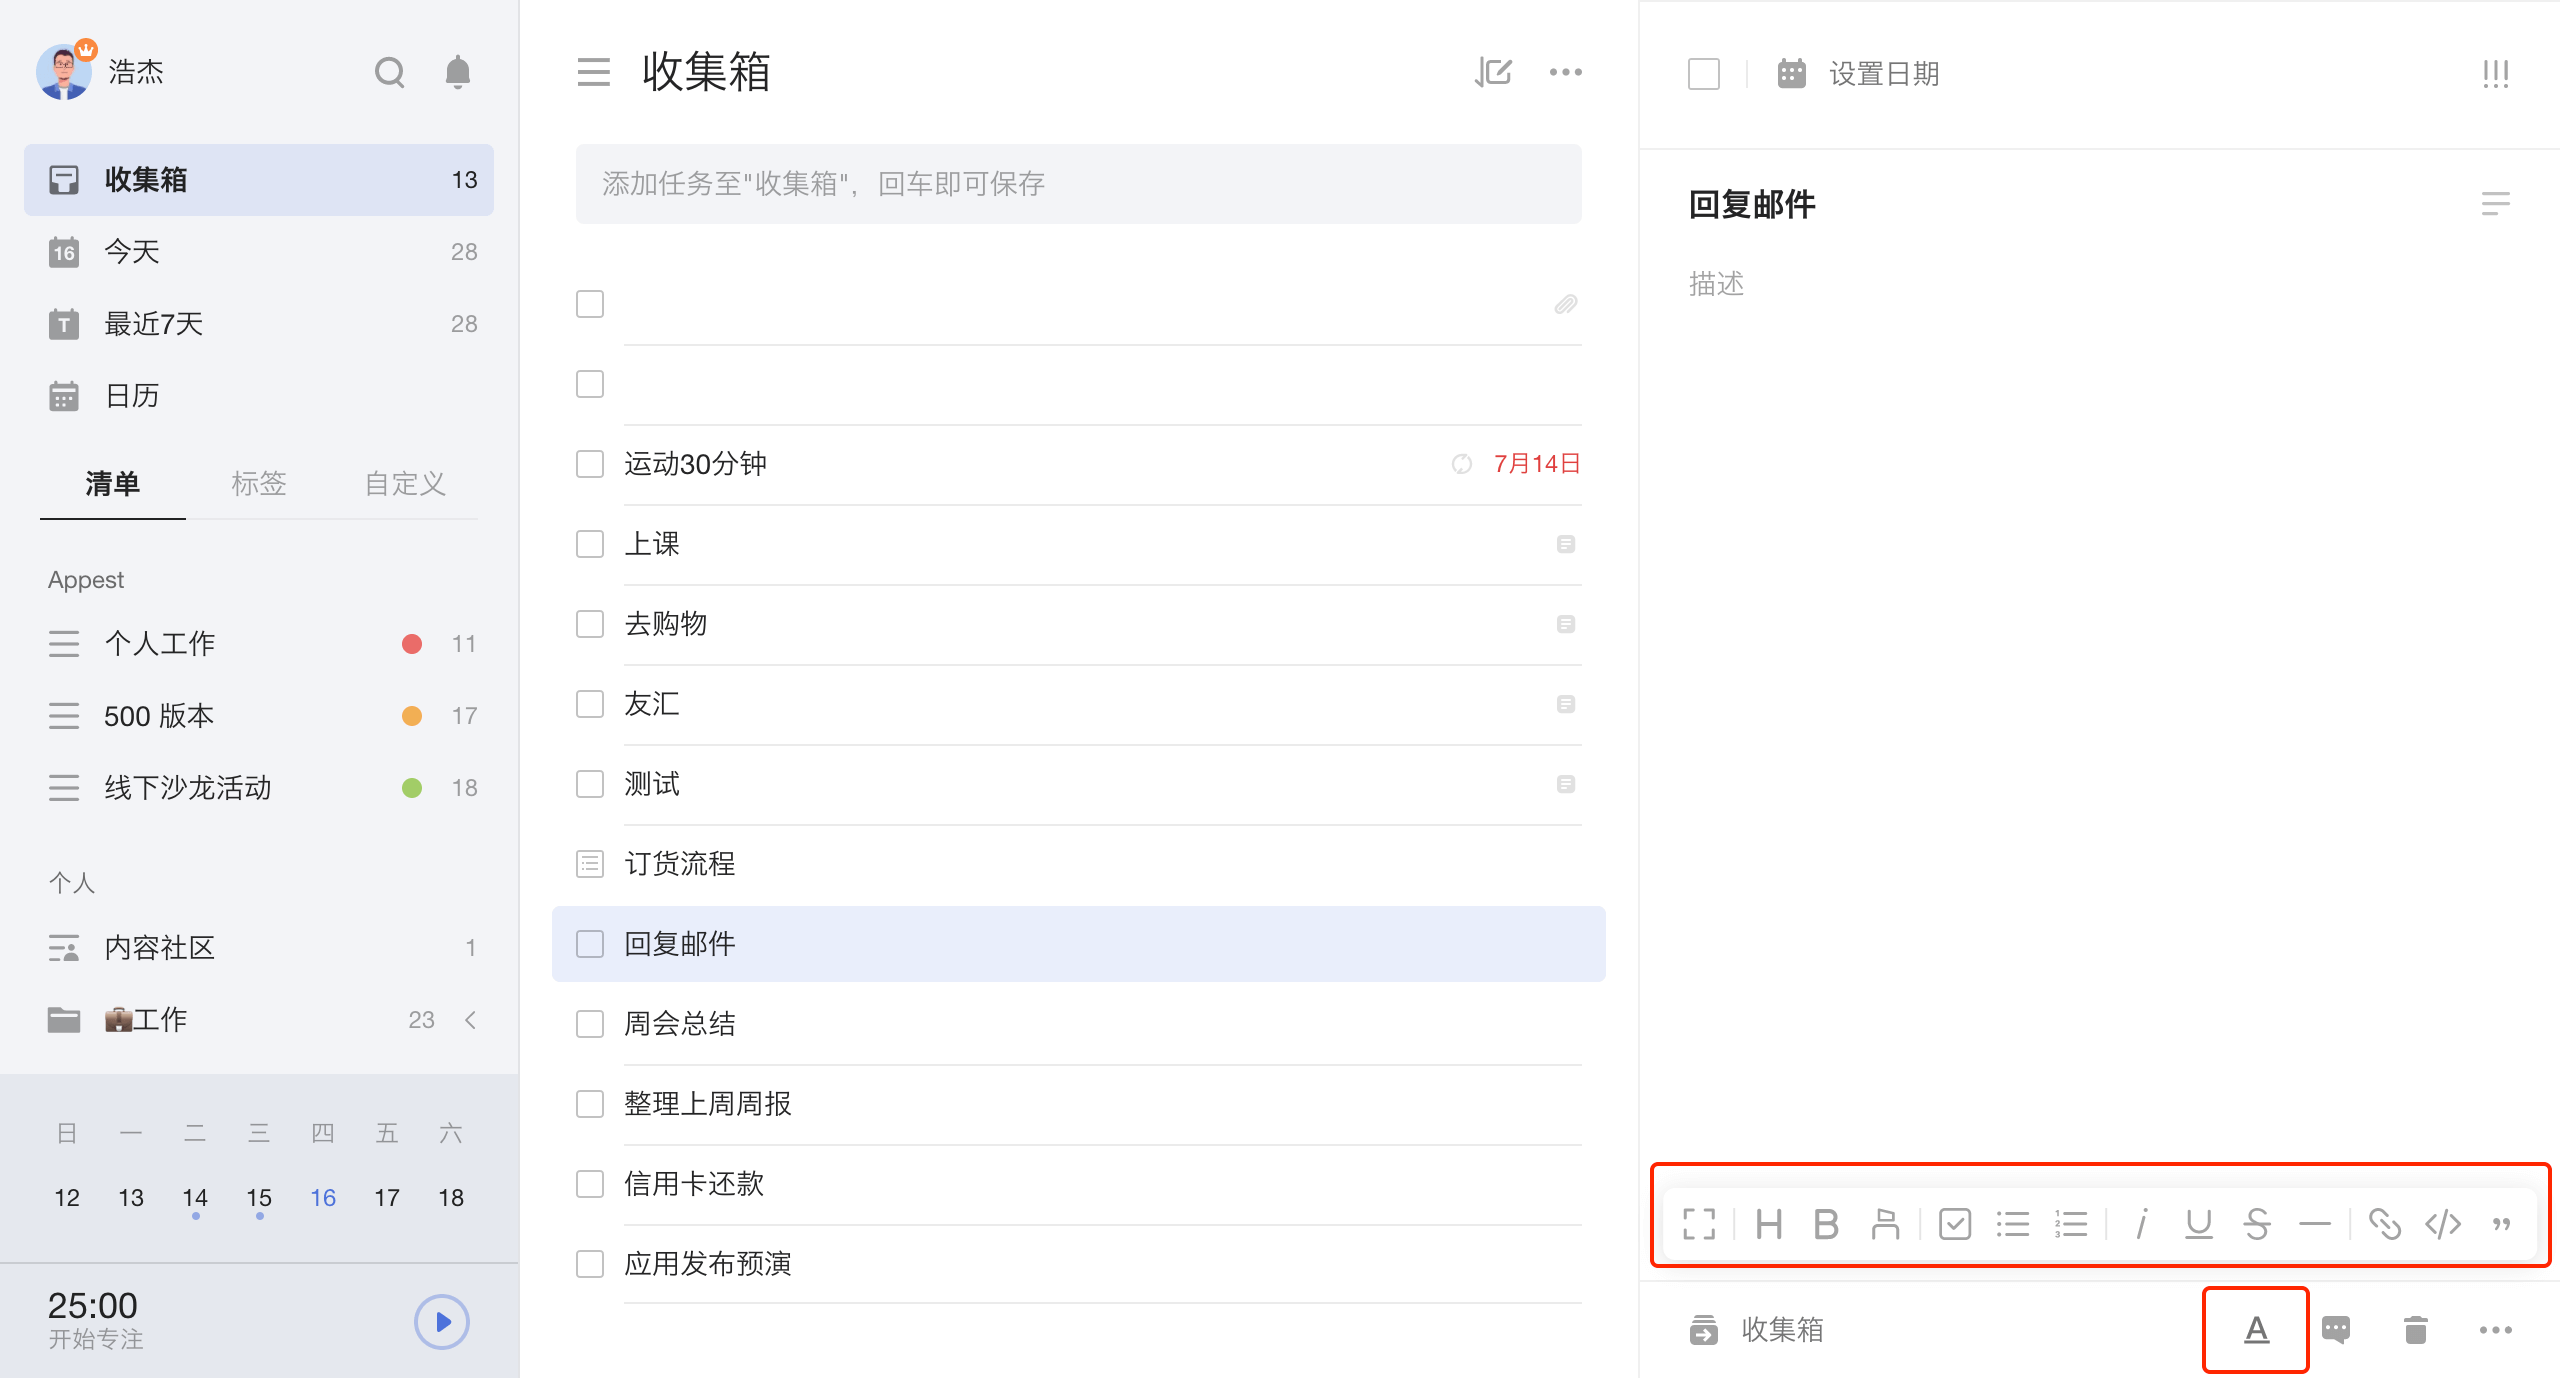 浩杰
收集箱 13
16 今天 28
T 最近7天 28
日历
清单 标签 自定义
Appest
个人工作 11
500 版本 17
线下沙龙活动 18
个人
内容社区 1
工作 23
日 一 二 三 四 五 六
12 13 14 15 16 17 18
25:00
开始专注
收集箱
添加任务至"收集箱"，回车即可保存
运动30分钟 7月14日
上课
去购物
友汇
测试
订货流程
回复邮件
周会总结
整理上周周报
信用卡还款
应用发布预演
设置日期
回复邮件
描述
H B i U S </> ”
收集箱 A